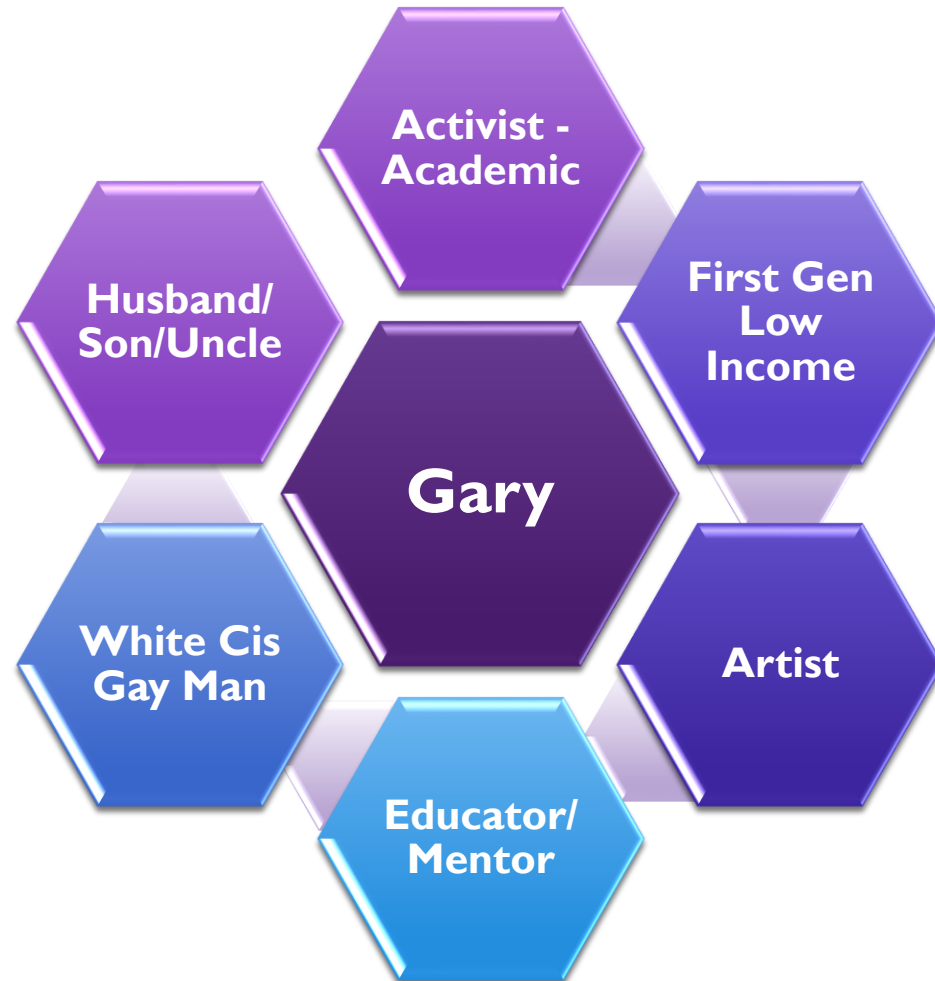 Activist -
Academic
First Gen
Low
Income
Artist
Educator/
Mentor
White Cis
Gay Man
Husband/
Son/Uncle
Gary